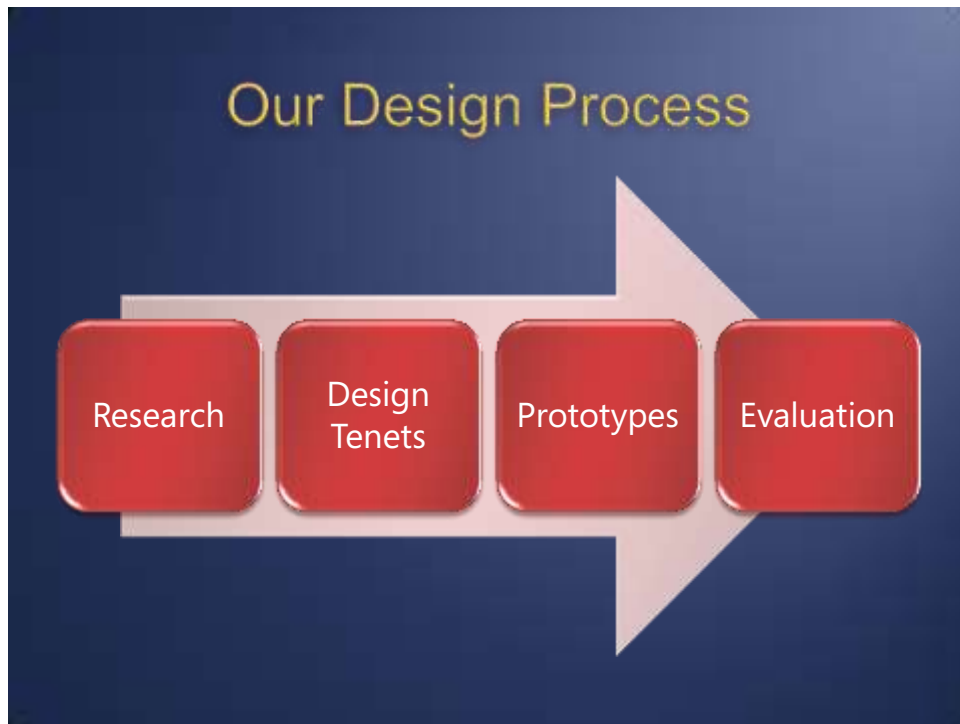 Our Design Process
Research
Design
Tenets
Prototypes
Evaluation